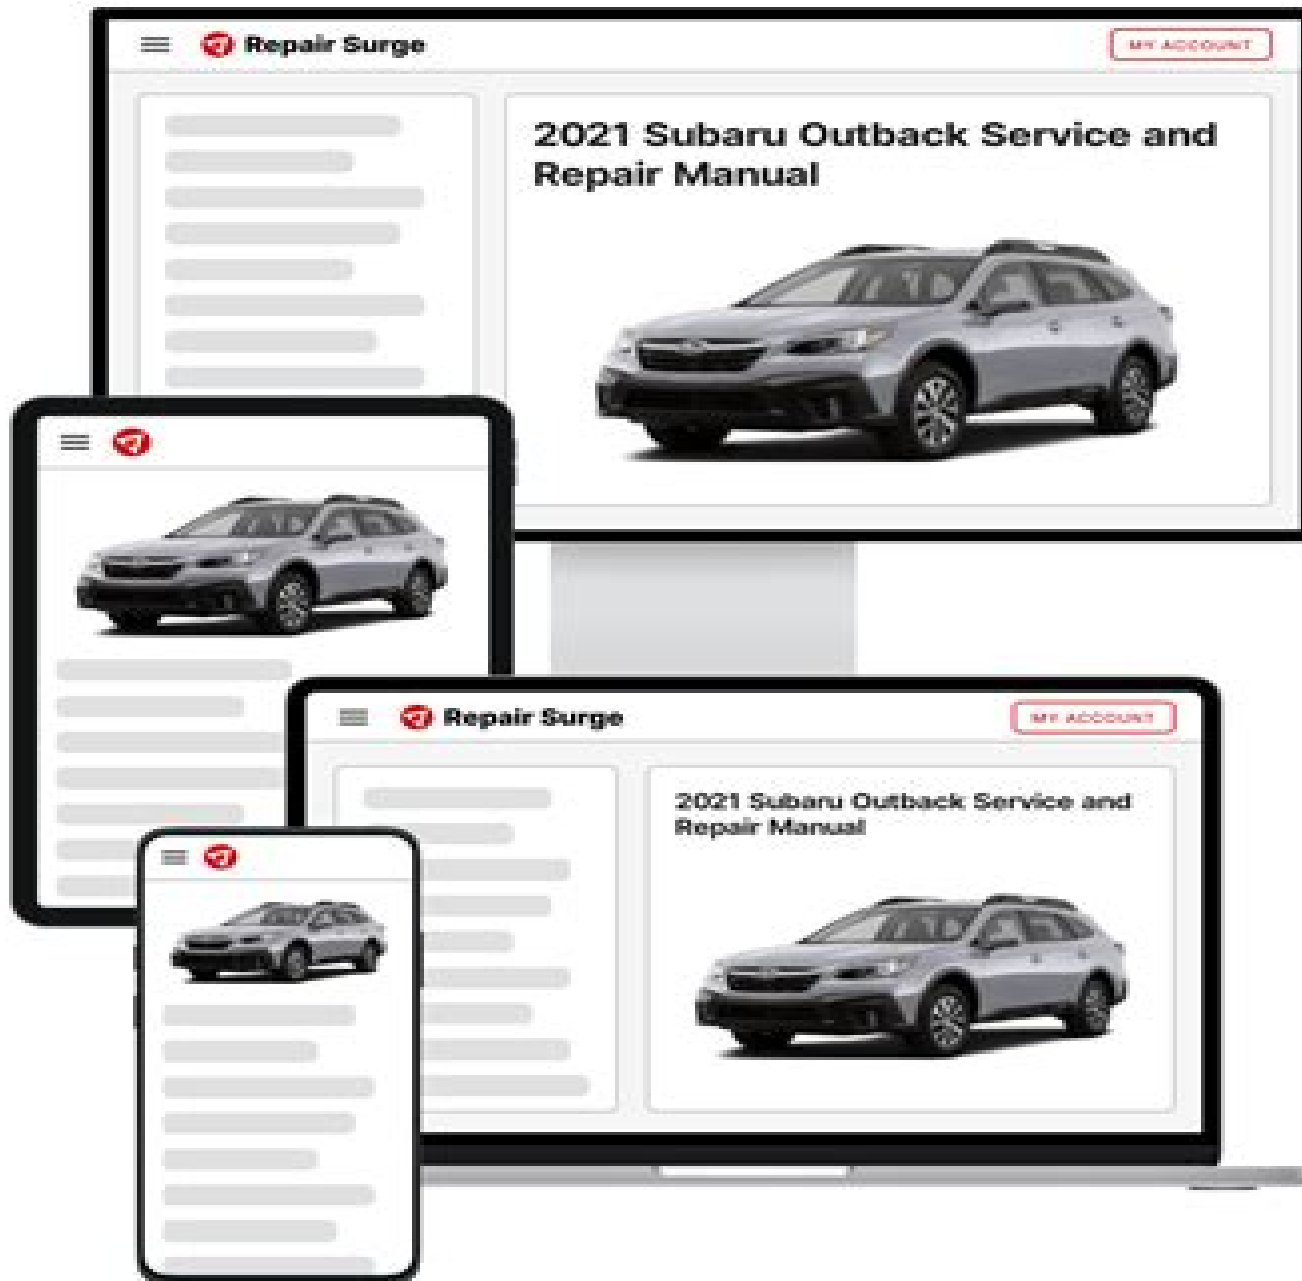 Repair Surge
MY ACCOUNT
2021 Subaru Outback Service and
Repair Manual
Repair Surge
MY ACCOUNT
2021 Subaru Outback Service and
Repair Manual